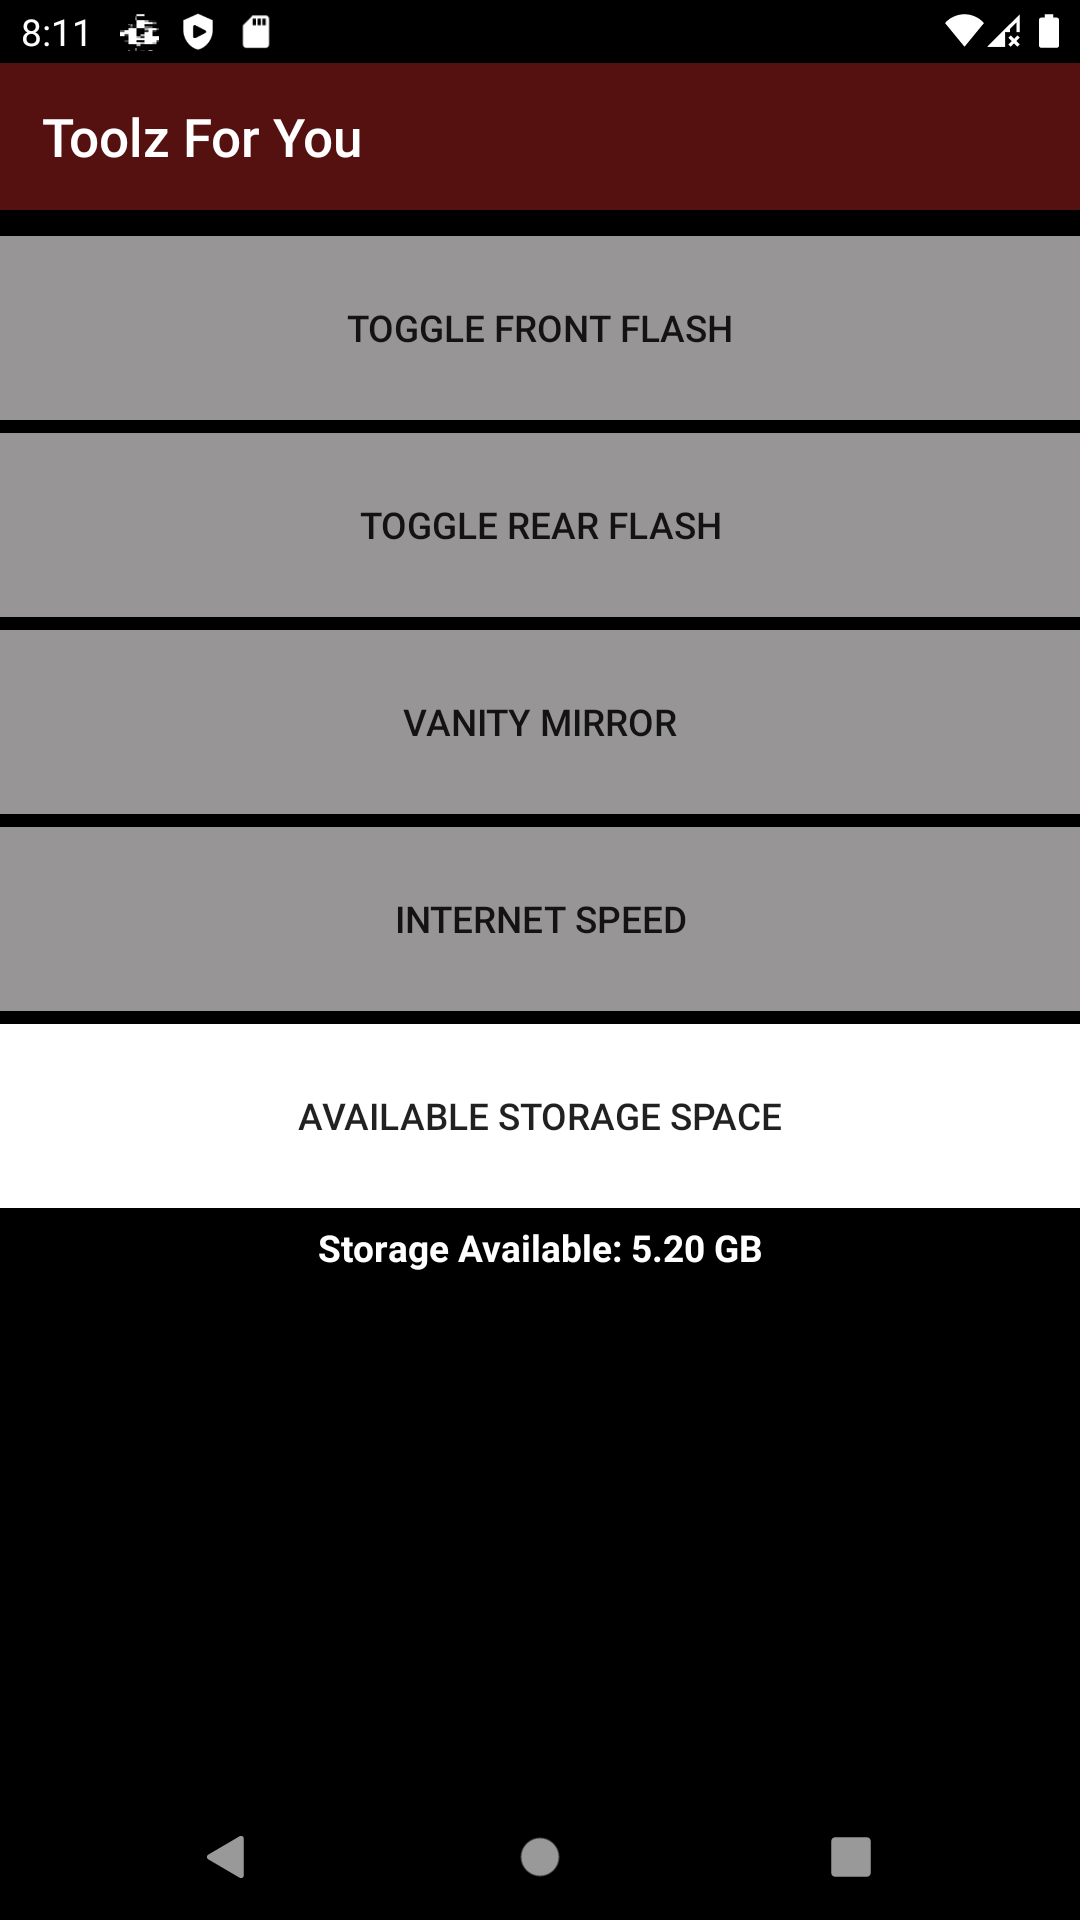 8:11
Toolz For You
TOGGLE FRONT FLASH
TOGGLE REAR FLASH
VANITY MIRROR
INTERNET SPEED
AVAILABLE STORAGE SPACE
Storage Available: 5.20 GB